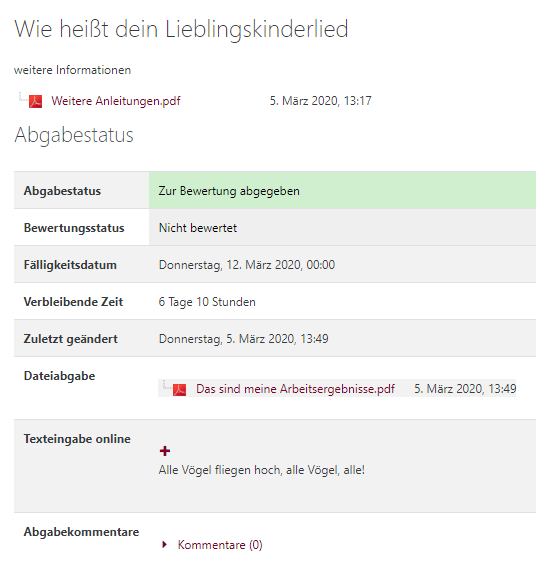 Wie heißt dein Lieblingskinderlied
weitere Informationen
Weitere Anleitungen.pdf 5. März 2020, 13:17
Abgabestatus
Abgabestatus Zur Bewertung abgegeben
Bewertungsstatus Nicht bewertet
Fälligkeitsdatum Donnerstag, 12. März 2020, 00:00
Verbleibende Zeit 6 Tage 10 Stunden
Zuletzt geändert Donnerstag, 5. März 2020, 13:49
Dateiabgabe
Das sind meine Arbeitsergebnisse.pdf 5. März 2020, 13:49
Texteingabe online
Alle Vögel fliegen hoch, alle Vögel, alle!
Abgabekommentare
Kommentare (0)